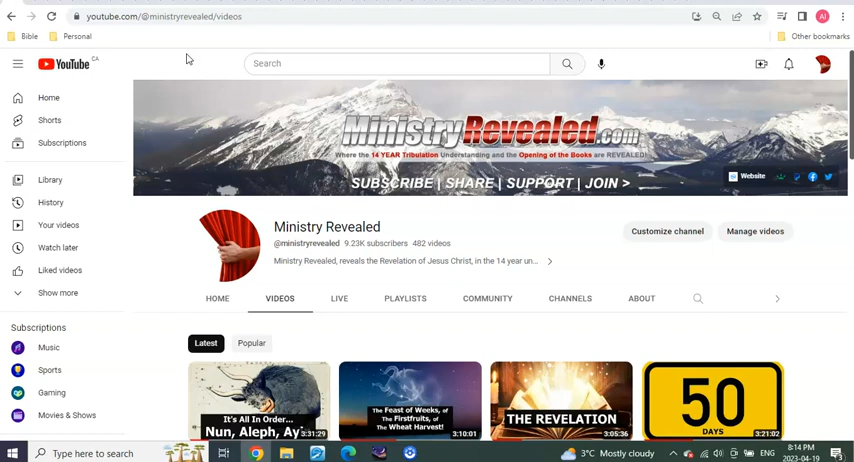 youtube.com/@ministryrevealed/videos
AI
Bible
Personal
Other bookmarks
YouTube CA
Search
Home
Shorts
Subscriptions
Library
History
Your videos
Watch later
Liked videos
Show more
Subscriptions
Music
Sports
Gaming
Movies & Shows
MinistryRevealed.com
Where the 14 YEAR Tribulation Understanding and the Opening of the Books are REVEALED!
SUBSCRIBE | SHARE | SUPPORT | JOIN >
Website
Ministry Revealed
@ministryrevealed 9.23K subscribers 482 videos
Ministry Revealed, reveals the Revelation of Jesus Christ, in the 14 year un...
Customize channel
Manage videos
HOME
VIDEOS
LIVE
PLAYLISTS
COMMUNITY
CHANNELS
ABOUT
Latest
Popular
It's All In Order...
Nun, Aleph, Ayi
3:31:29
The Feast of Weeks, of
The Firstfruits, of
The Wheat Harvest!
3:10:01
THE REVELATION
3:05:36
50
DAYS
3:21:02
Type here to search
3°C Mostly cloudy
ENG
8:14 PM
2023-04-19
3